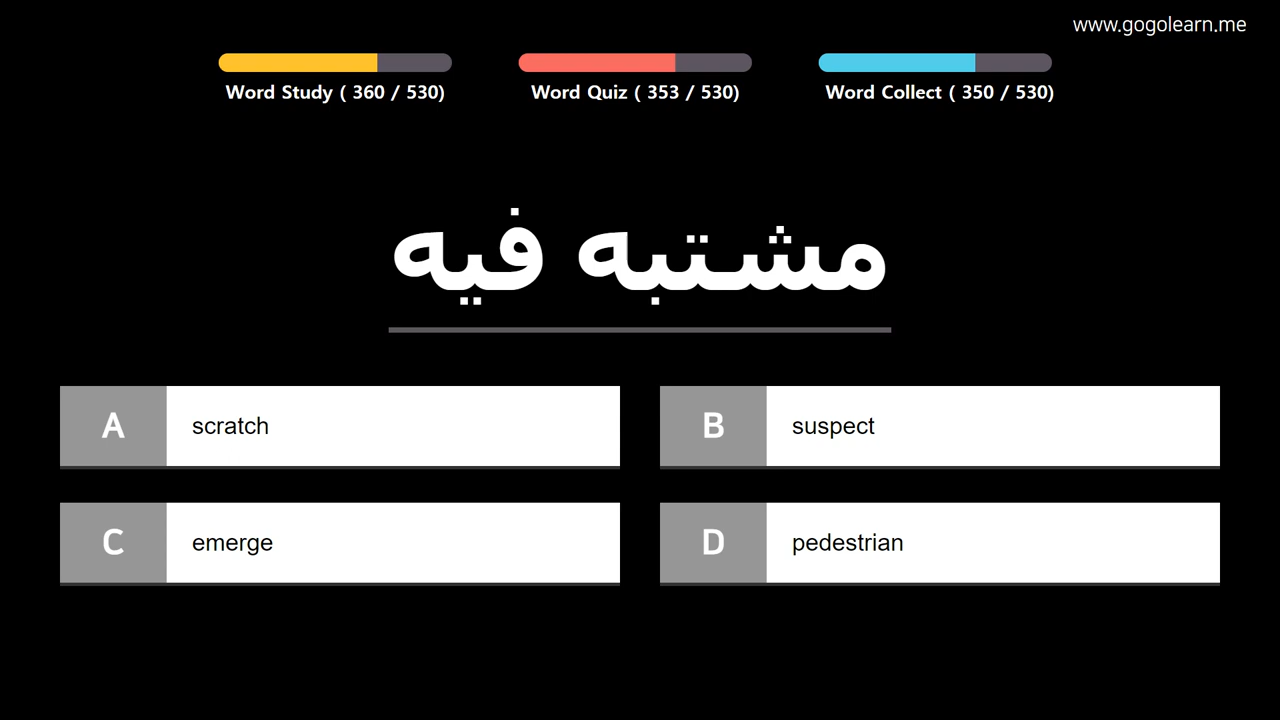 www.gogolearn.me
Word Study ( 360 / 530)
Word Quiz ( 353 / 530)
Word Collect ( 350 / 530)
مشتبه فيه
A scratch
B suspect
C emerge
D pedestrian